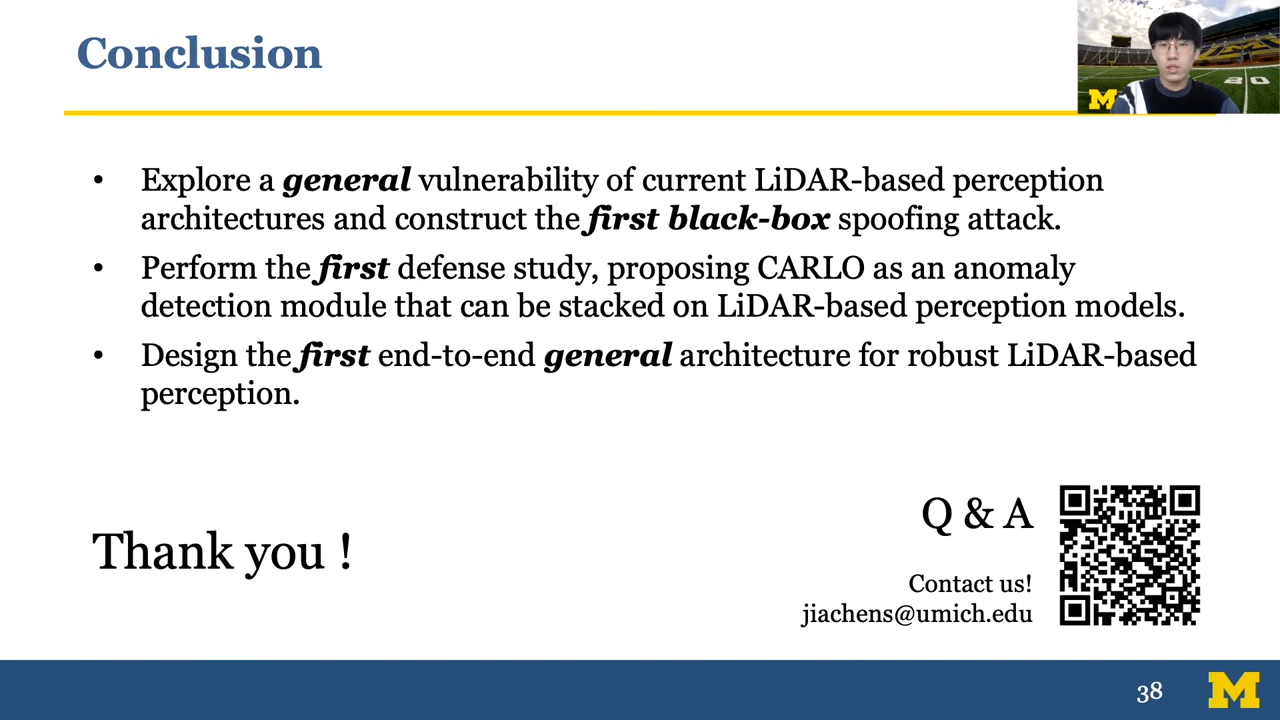 Conclusion
• Explore a general vulnerability of current LiDAR-based perception
architectures and construct the first black-box spoofing attack.
• Perform the first defense study, proposing CARLO as an anomaly
detection module that can be stacked on LiDAR-based perception models.
• Design the first end-to-end general architecture for robust LiDAR-based
perception.
Thank you !
Q & A
Contact us!
jiachens@umich.edu
38
M
M
20